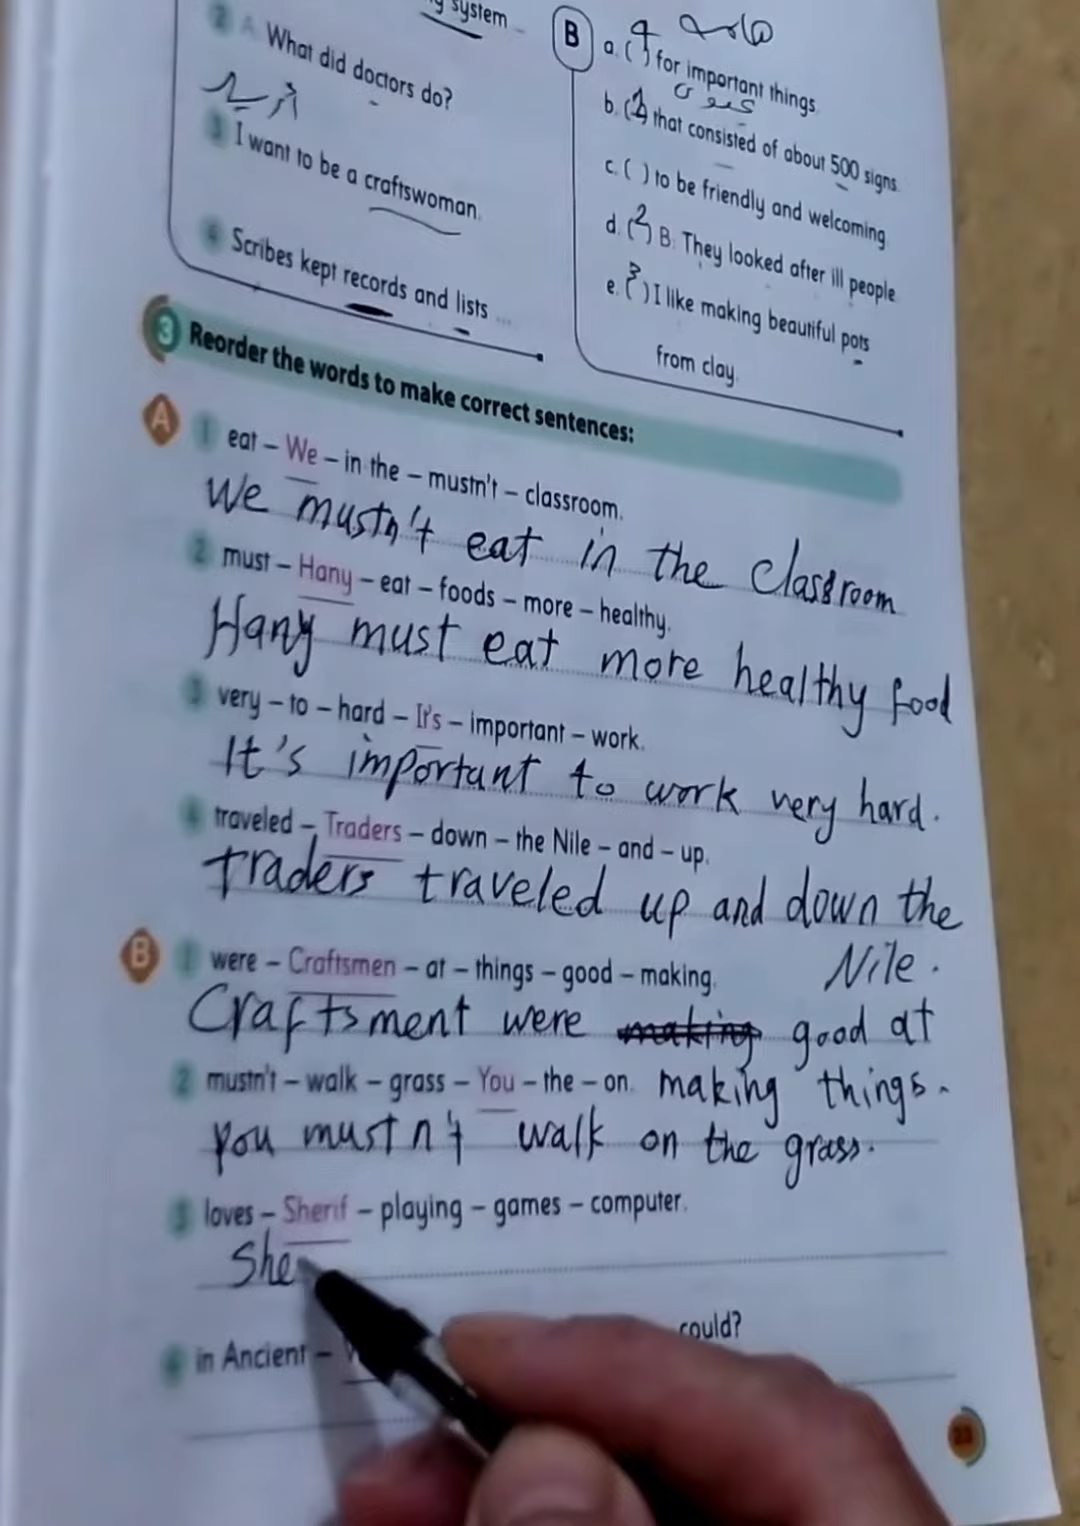 system
2 A. What did doctors do?
3 I want to be a craftswoman.
4 Scribes kept records and lists ...
B
a. (4) for important things.
b. (1) that consisted of about 500 signs.
c. ( ) to be friendly and welcoming.
d. (2) B: They looked after ill people.
e. (3) I like making beautiful pots
from clay.
3 Reorder the words to make correct sentences:
A 1 eat – We – in the – mustn't – classroom.
We mustn't eat in the classroom
2 must – Hany – eat – foods – more – healthy.
Hany must eat more healthy food
3 very – to – hard – It's – important – work.
It's important to work very hard.
4 traveled – Traders – down – the Nile – and – up.
traders traveled up and down the
Nile.
B 1 were – Craftsmen – at – things – good – making.
Craftsment were making good at
making things.
2 mustn't – walk – grass – You – the – on.
you mustn't walk on the grass.
3 loves – Sherif – playing – games – computer.
She
4 in Ancient – could?
23